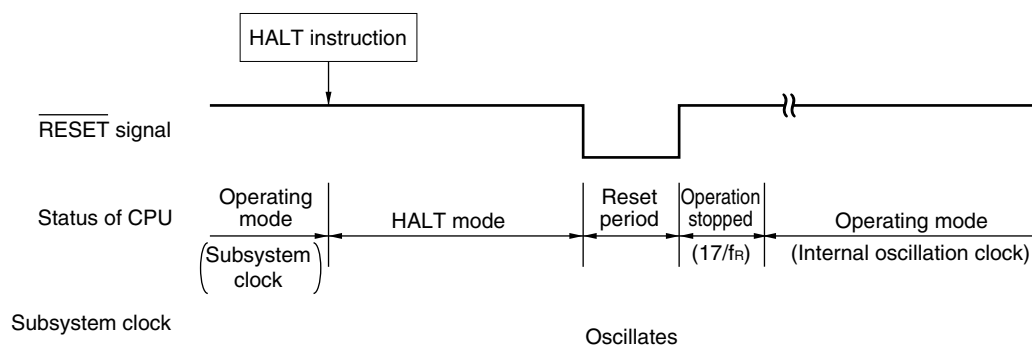 HALT instruction
RESET signal
Status of CPU
Operating
mode
(Subsystem
clock)
HALT mode
Reset
period
Operation
stopped
(17/fR)
Operating mode
(Internal oscillation clock)
Subsystem clock
Oscillates